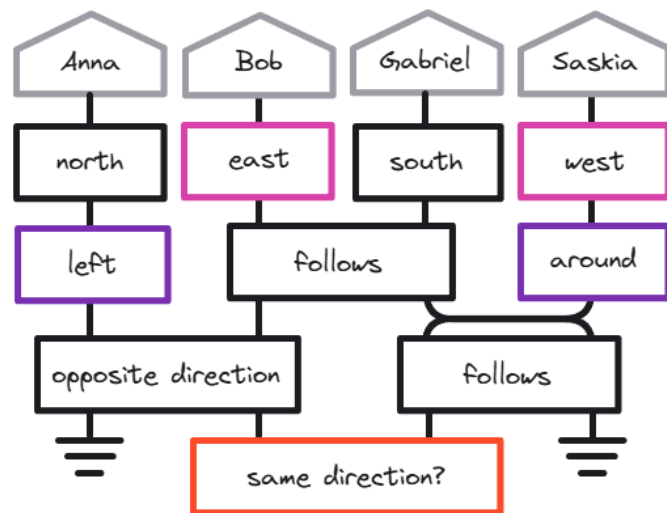 Anna
Bob
Gabriel
Saskia
north
east
south
west
left
follows
around
opposite direction
follows
same direction?